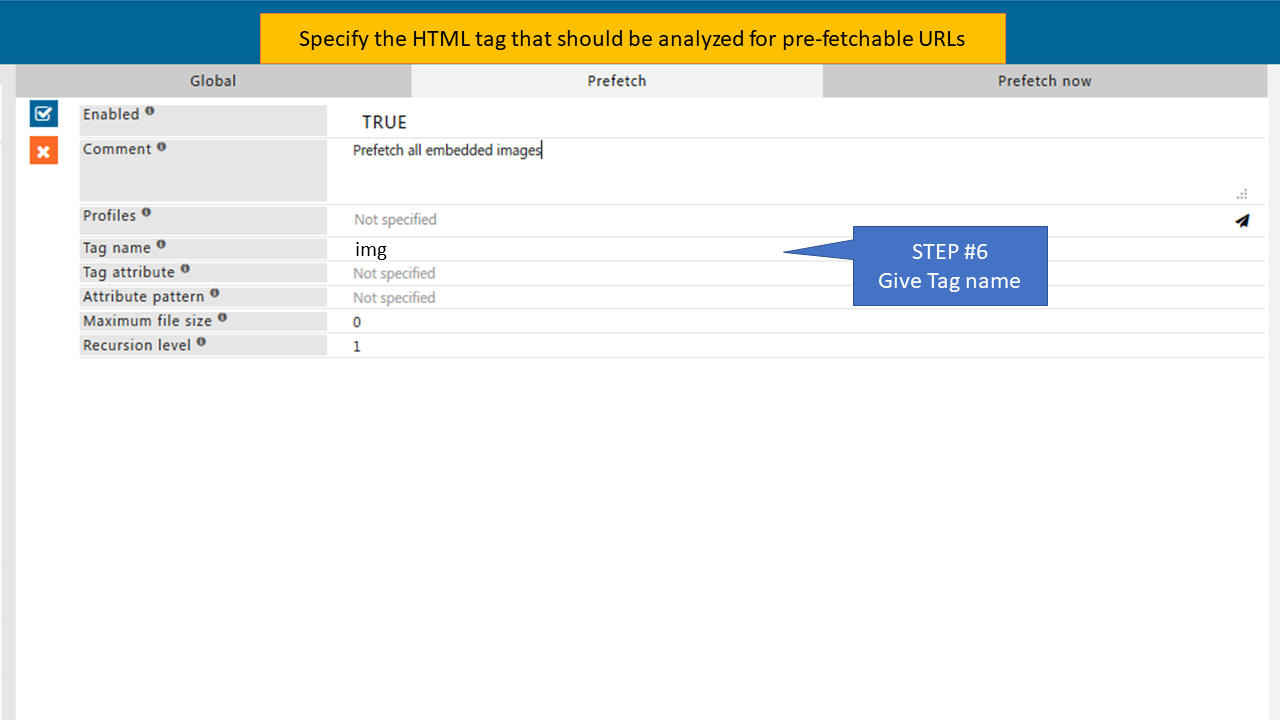 Specify the HTML tag that should be analyzed for pre-fetchable URLs
Global
Prefetch
Prefetch now
Enabled
TRUE
Comment
Prefetch all embedded images
Profiles
Not specified
Tag name
img
STEP #6
Give Tag name
Tag attribute
Not specified
Attribute pattern
Not specified
Maximum file size
0
Recursion level
1